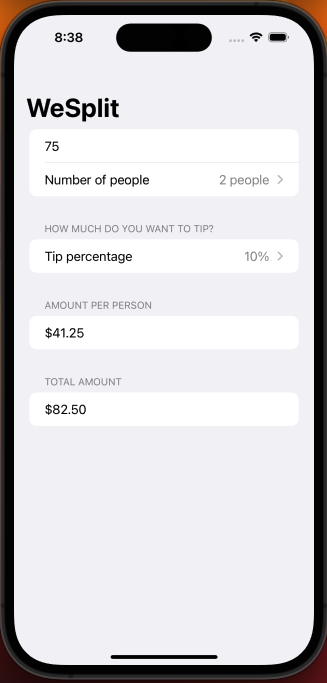 8:38
WeSplit
75
Number of people 2 people
HOW MUCH DO YOU WANT TO TIP?
Tip percentage 10%
AMOUNT PER PERSON
$41.25
TOTAL AMOUNT
$82.50